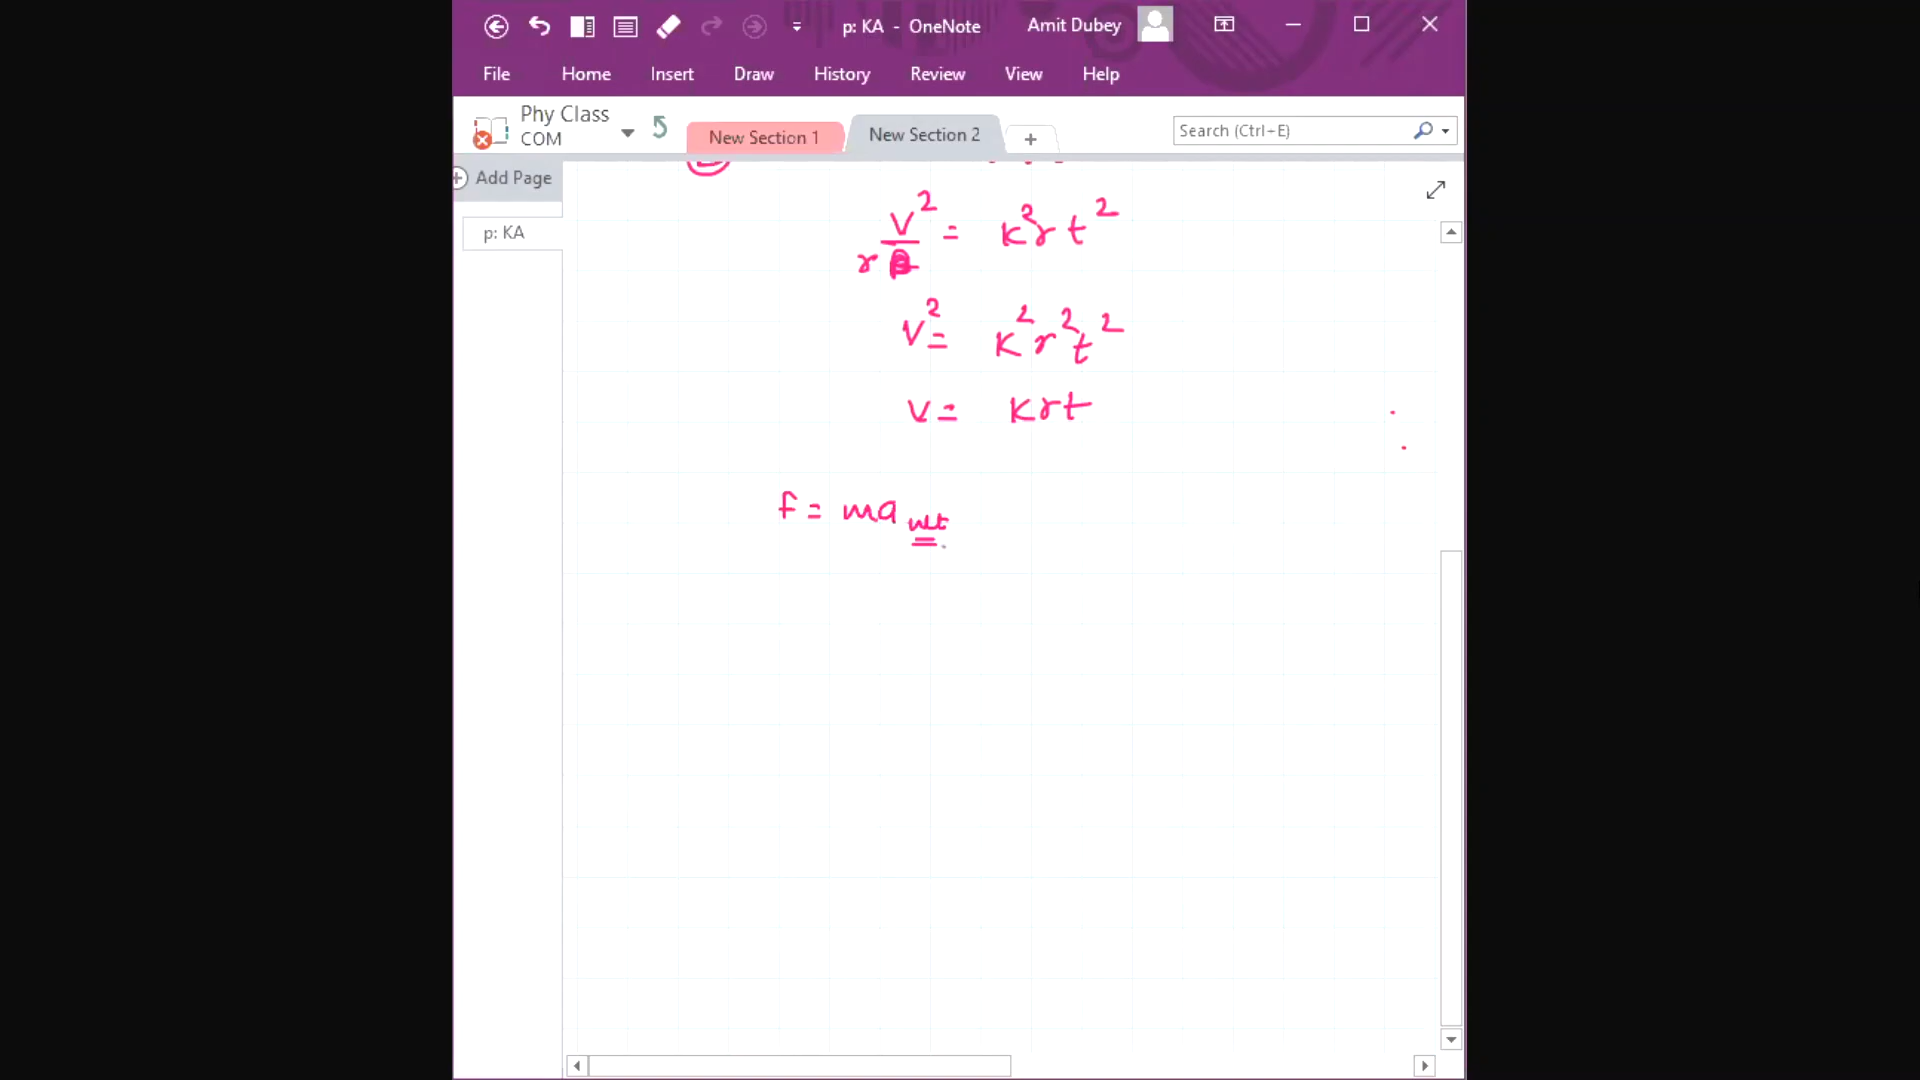 p: KA - OneNote
Amit Dubey
File Home Insert Draw History Review View Help
Phy Class
COM
New Section 1
New Section 2
+
Search (Ctrl+E)
Add Page
p: KA
v²/r = k²rt²
v² = k²r²t²
v = krt
f = ma